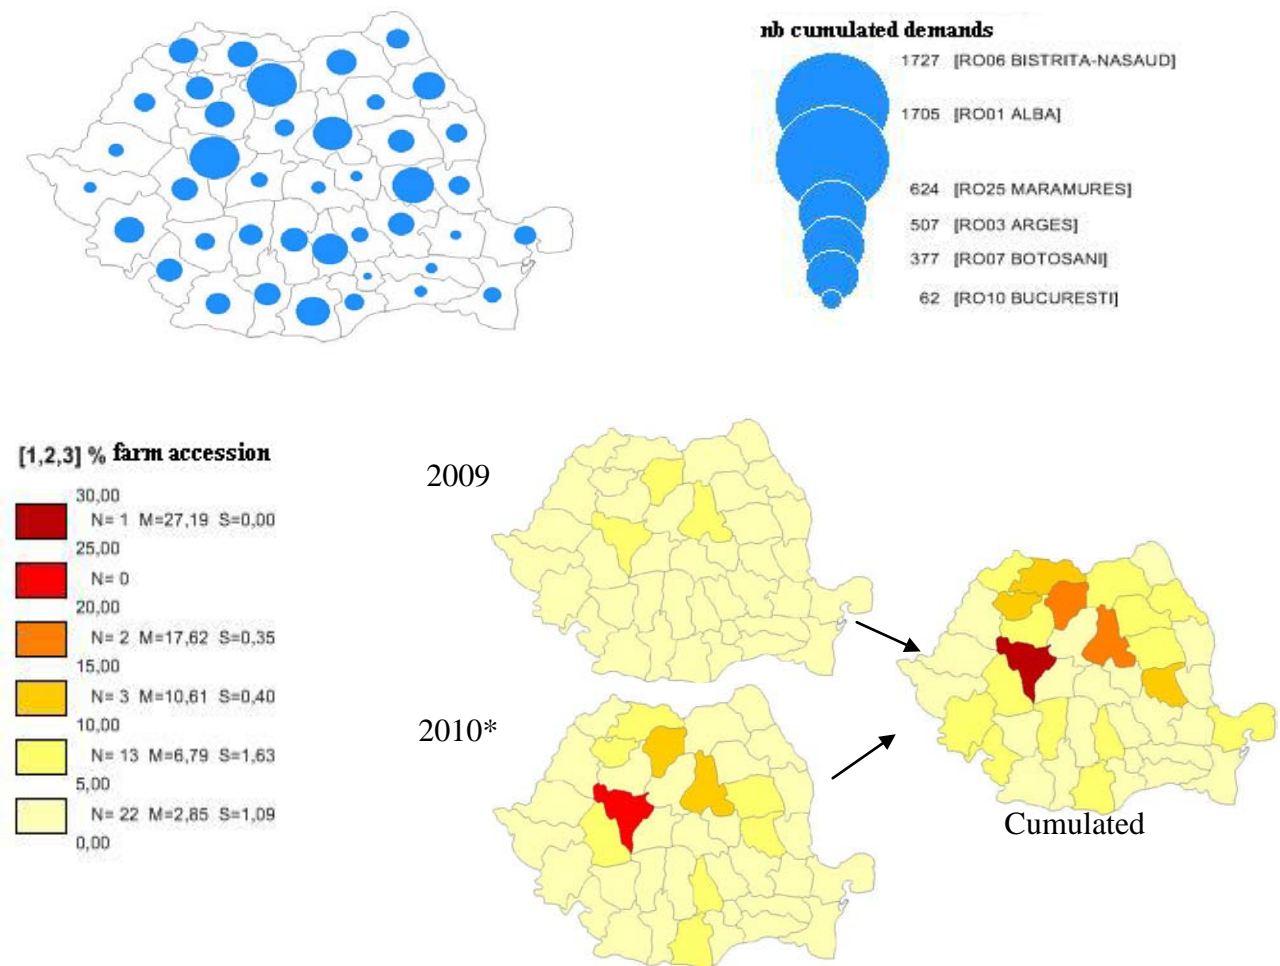 nb cumulated demands
1727 [RO06 BISTRITA-NASAUD]
1705 [RO01 ALBA]
624 [RO25 MARAMURES]
507 [RO03 ARGES]
377 [RO07 BOTOSANI]
62 [RO10 BUCURESTI]
[1,2,3] % farm accession
30,00
N= 1 M=27,19 S=0,00
25,00
N= 0
20,00
N= 2 M=17,62 S=0,35
15,00
N= 3 M=10,61 S=0,40
10,00
N= 13 M=6,79 S=1,63
5,00
N= 22 M=2,85 S=1,09
0,00
2009
2010*
Cumulated